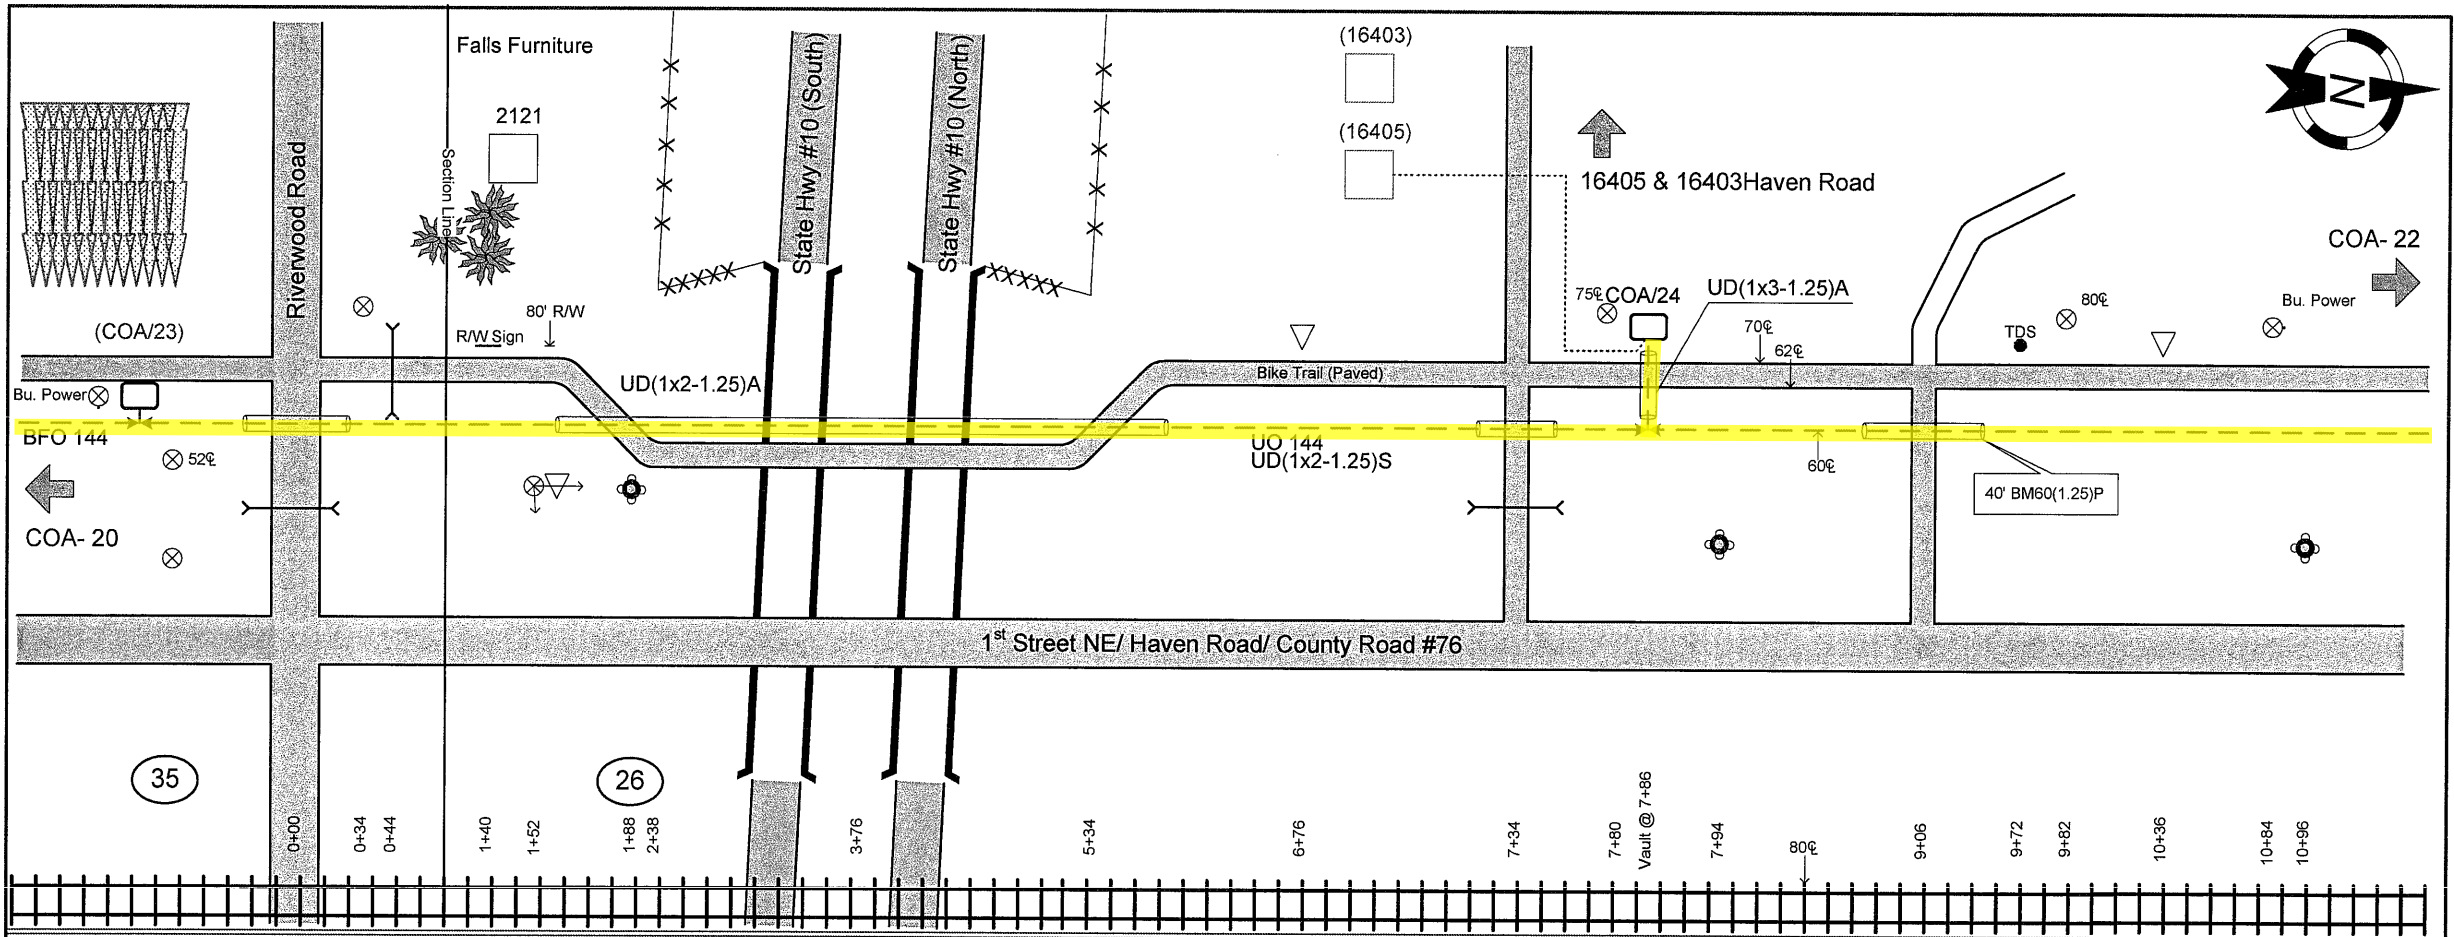 Falls Furniture
(16403)
N
2121
(16405)
Riverwood Road
Section Line
State Hwy #10 (South)
State Hwy #10 (North)
16405 & 16403Haven Road
COA- 22
(COA/23)
R/W Sign
80' R/W
75℄
COA/24
UD(1x3-1.25)A
70℄
62℄
TDS
80℄
Bu. Power
Bu. Power
UD(1x2-1.25)A
Bike Trail (Paved)
BFO 144
UO 144
UD(1x2-1.25)S
52℄
60℄
40' BM60(1.25)P
COA- 20
1st Street NE/ Haven Road/ County Road #76
35
26
0+00
0+34
0+44
1+40
1+52
1+88
2+38
3+76
5+34
6+76
7+34
7+80
Vault @ 7+86
7+94
80℄
9+06
9+72
9+82
10+36
10+84
10+96